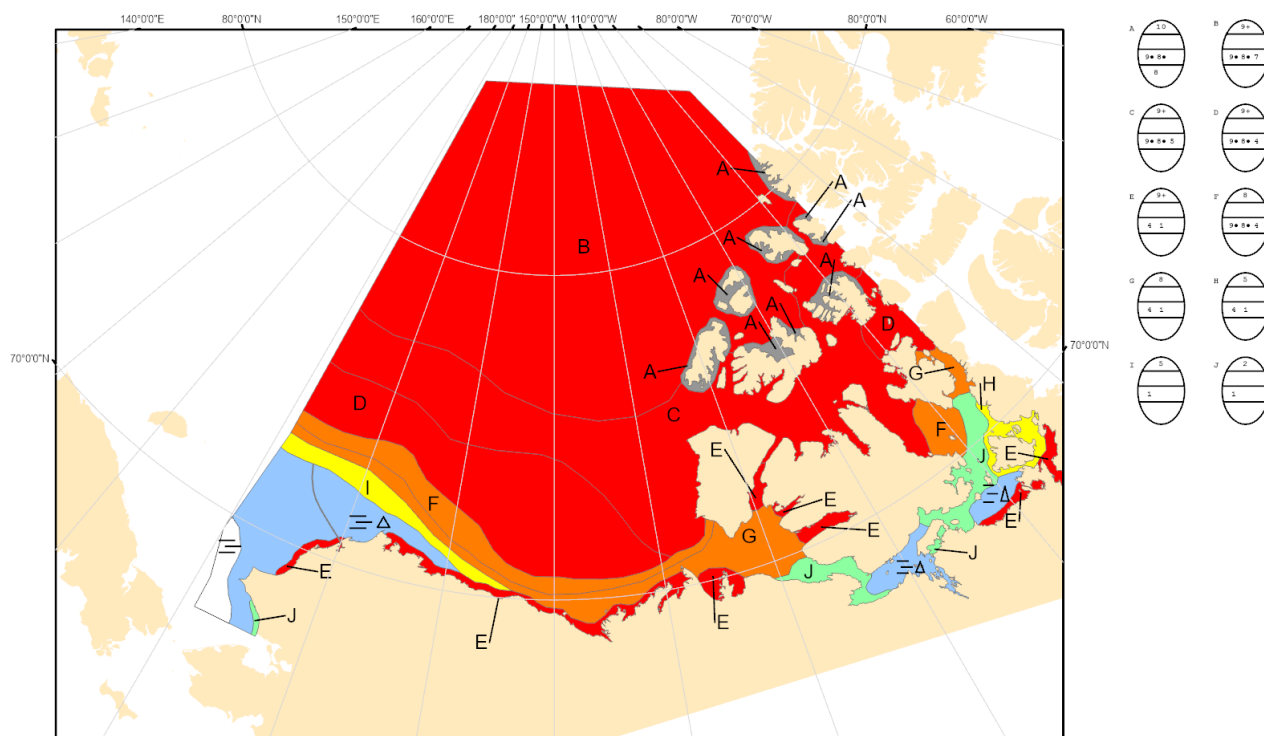 140°0'0"E 80°0'0"N 150°0'0"E 160°0'0"E 180°0'0"W 150°0'0"W 110°0'0"W 80°0'0"W 70°0'0"W 80°0'0"N 60°0'0"W
A 10 B 9+
9• 8• 9• 8• 7
8
C 9+ D 9+
9• 8• 5 9• 8• 4
E 9+ F 8
4 1 9• 8• 4
G 8 H 5
4 1 4 1
I 5 J 2
1 1
A
A
A
A
B
A
A
A
A
70°0'0"N
D
70°0'0"N
A
G
H
D
C
F
E
J
E
I
F
E
E
E
G
J
J
E
E
J
E
E